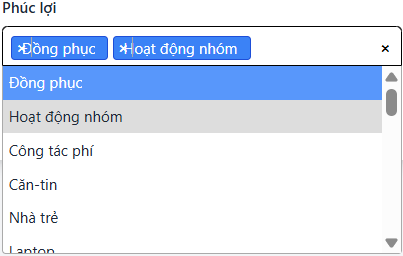 Phúc lợi
× Đồng phục × Hoạt động nhóm ×
Đồng phục
Hoạt động nhóm
Công tác phí
Căn-tin
Nhà trẻ
Laptop